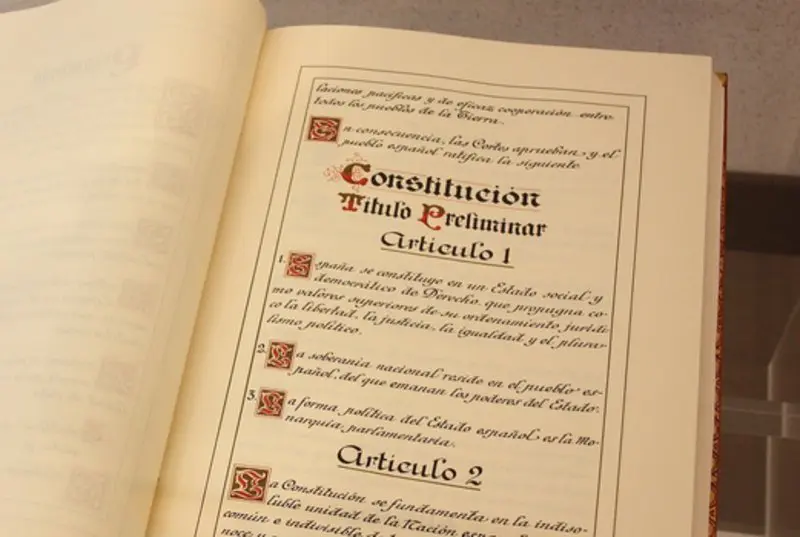 laciones pacíficas y de eficaz cooperación entre
todos los pueblos de la Tierra.
En consecuencia, las Cortes aprueban y el
pueblo español ratifica la siguiente
Constitución
Título Preliminar
Artículo 1
1. España se constituye en un Estado social y
democrático de Derecho, que propugna co-
mo valores superiores de su ordenamiento jurídi-
co la libertad, la justicia, la igualdad y el plura-
lismo político.
2. La soberanía nacional reside en el pueblo es-
pañol, del que emanan los poderes del Estado.
3. La forma política del Estado español es la Mo-
narquía parlamentaria.
Artículo 2
La Constitución se fundamenta en la indiso-
luble unidad de la Nación
común e indivisible